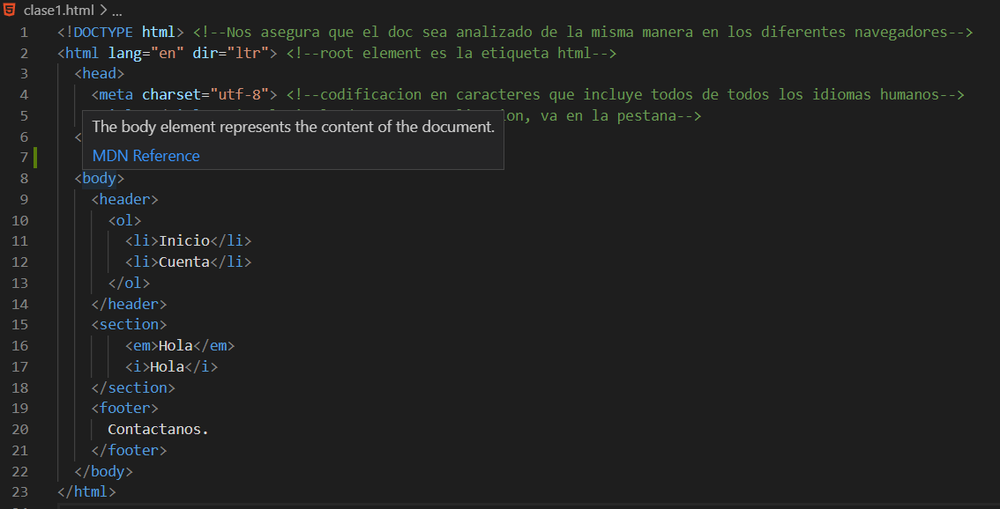 clase1.html > ...
1 <!DOCTYPE html> <!--Nos asegura que el doc sea analizado de la misma manera en los diferentes navegadores-->
2 <html lang="en" dir="ltr"> <!--root element es la etiqueta html-->
3 <head>
4 <meta charset="utf-8"> <!--codificacion en caracteres que incluye todos de todos los idiomas humanos-->
5 , va en la pestana-->
The body element represents the content of the document.
6 <
MDN Reference
7
8 <body>
9 <header>
10 <ol>
11 <li>Inicio</li>
12 <li>Cuenta</li>
13 </ol>
14 </header>
15 <section>
16 <em>Hola</em>
17 <i>Hola</i>
18 </section>
19 <footer>
20 Contactanos.
21 </footer>
22 </body>
23 </html>